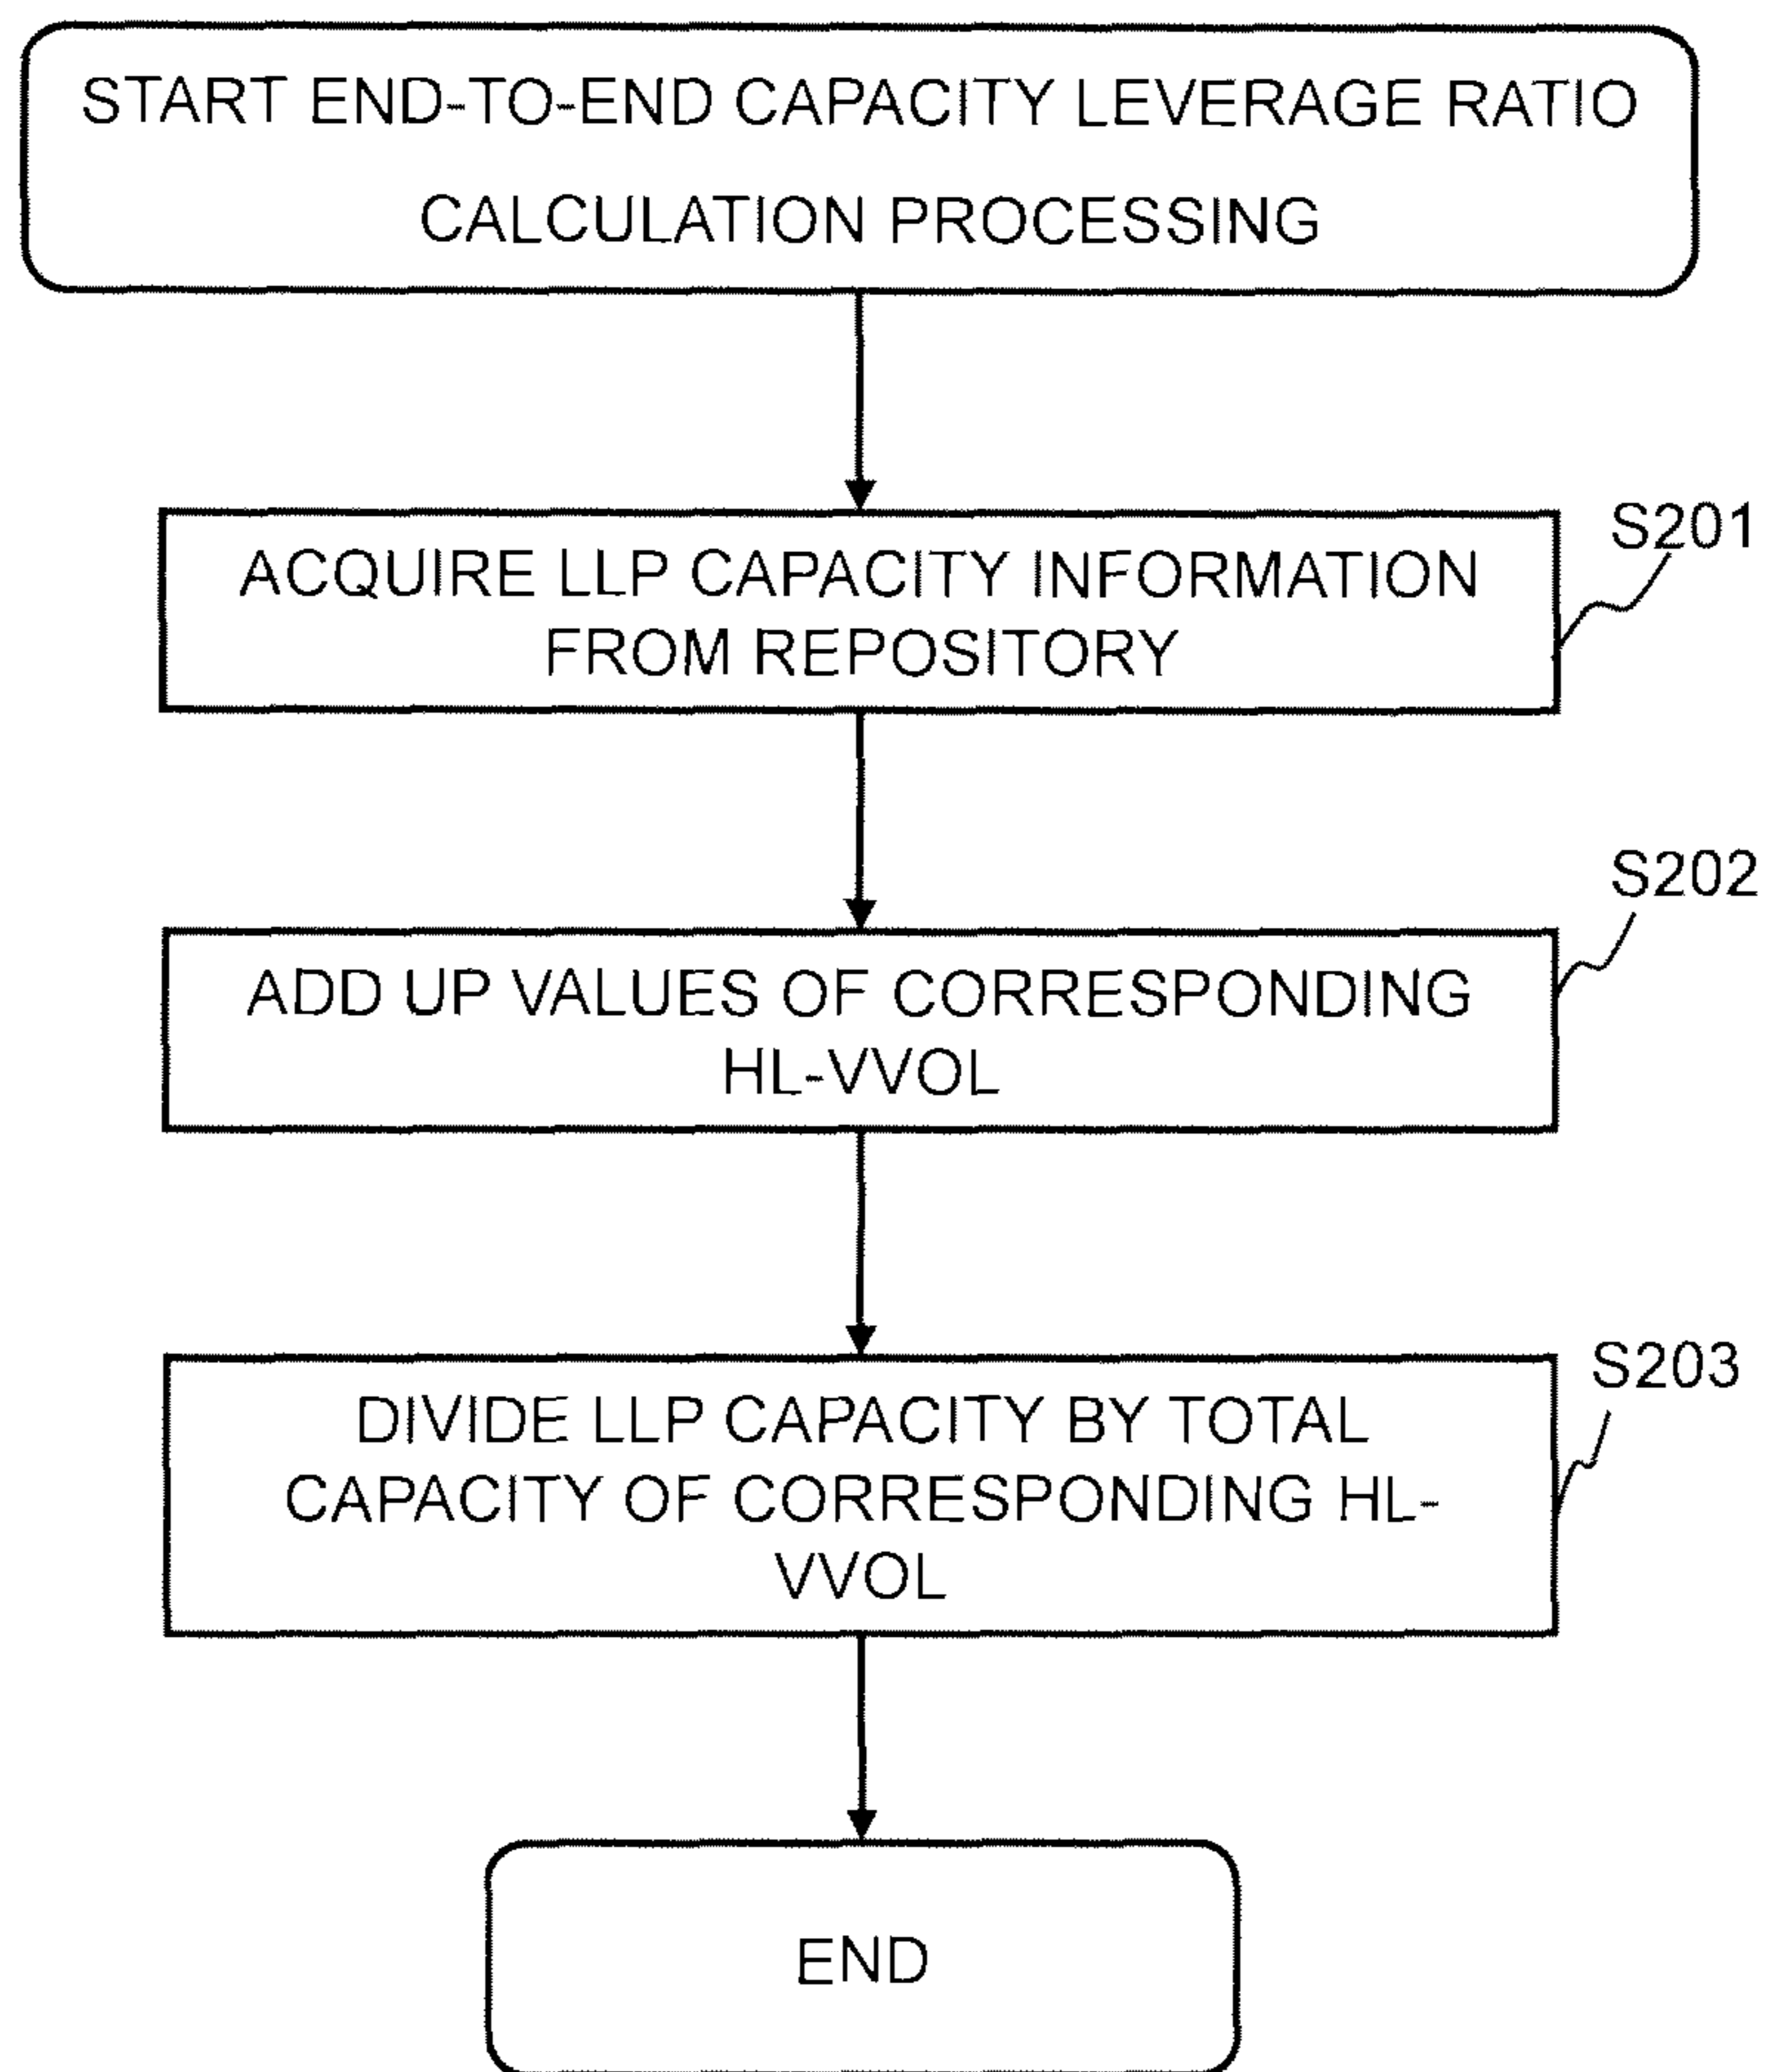 START END-TO-END CAPACITY LEVERAGE RATIO
CALCULATION PROCESSING
S201
ACQUIRE LLP CAPACITY INFORMATION
FROM REPOSITORY
S202
ADD UP VALUES OF CORRESPONDING
HL-VVOL
S203
DIVIDE LLP CAPACITY BY TOTAL
CAPACITY OF CORRESPONDING HL-
VVOL
END